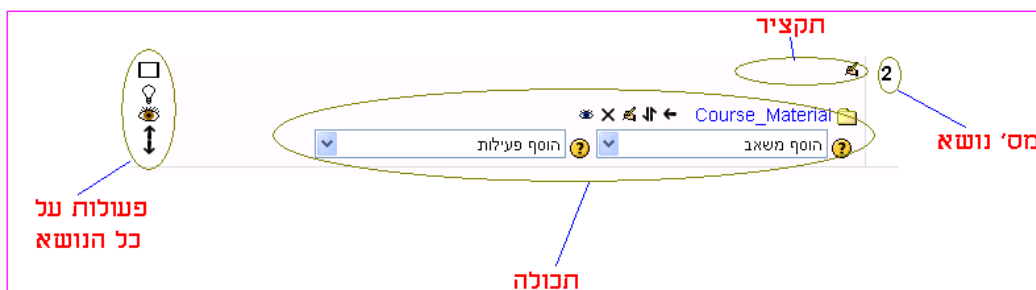 תקציר
2
מס' נושא
Course_Material
הוסף משאב
הוסף פעילות
פעולות על
כל הנושא
תכולה